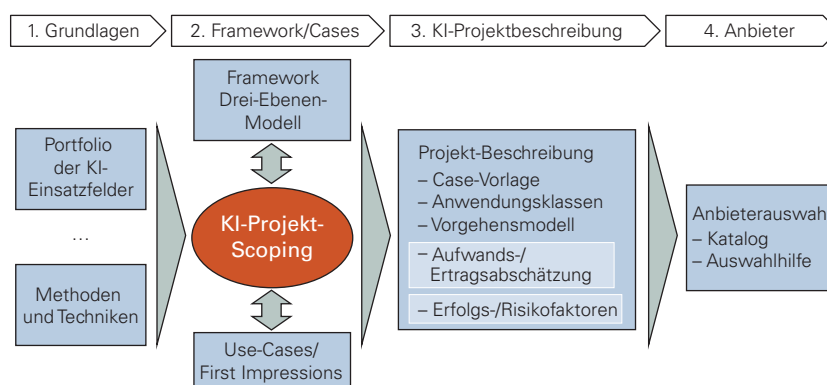 1. Grundlagen
2. Framework/Cases
3. KI-Projektbeschreibung
4. Anbieter
Portfolio
der KI-
Einsatzfelder
...
Methoden
und Techniken
Framework
Drei-Ebenen-
Modell
KI-Projekt-
Scoping
Use-Cases/
First Impressions
Projekt-Beschreibung
– Case-Vorlage
– Anwendungsklassen
– Vorgehensmodell
– Aufwands-/
Ertragsabschätzung
– Erfolgs-/Risikofaktoren
Anbieterauswah
– Katalog
– Auswahlhilfe